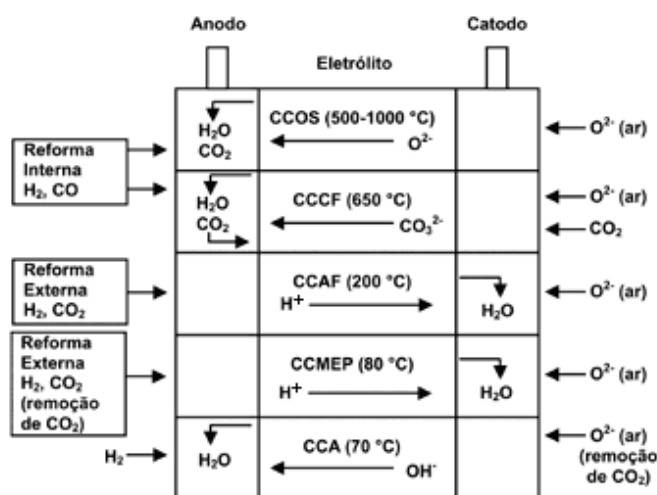 Anodo
Catodo
Eletrólito
Reforma
Interna
H₂, CO
H₂O
CO₂
CCOS (500-1000 °C)
O²⁻
O²⁻ (ar)
H₂O
CO₂
CCCF (650 °C)
CO₃²⁻
O²⁻ (ar)
CO₂
Reforma
Externa
H₂, CO₂
CCAF (200 °C)
H⁺
H₂O
O²⁻ (ar)
Reforma
Externa
H₂, CO₂
(remoção
de CO₂)
CCMEP (80 °C)
H⁺
H₂O
O²⁻ (ar)
H₂
H₂O
CCA (70 °C)
OH⁻
O²⁻ (ar)
(remoção
de CO₂)